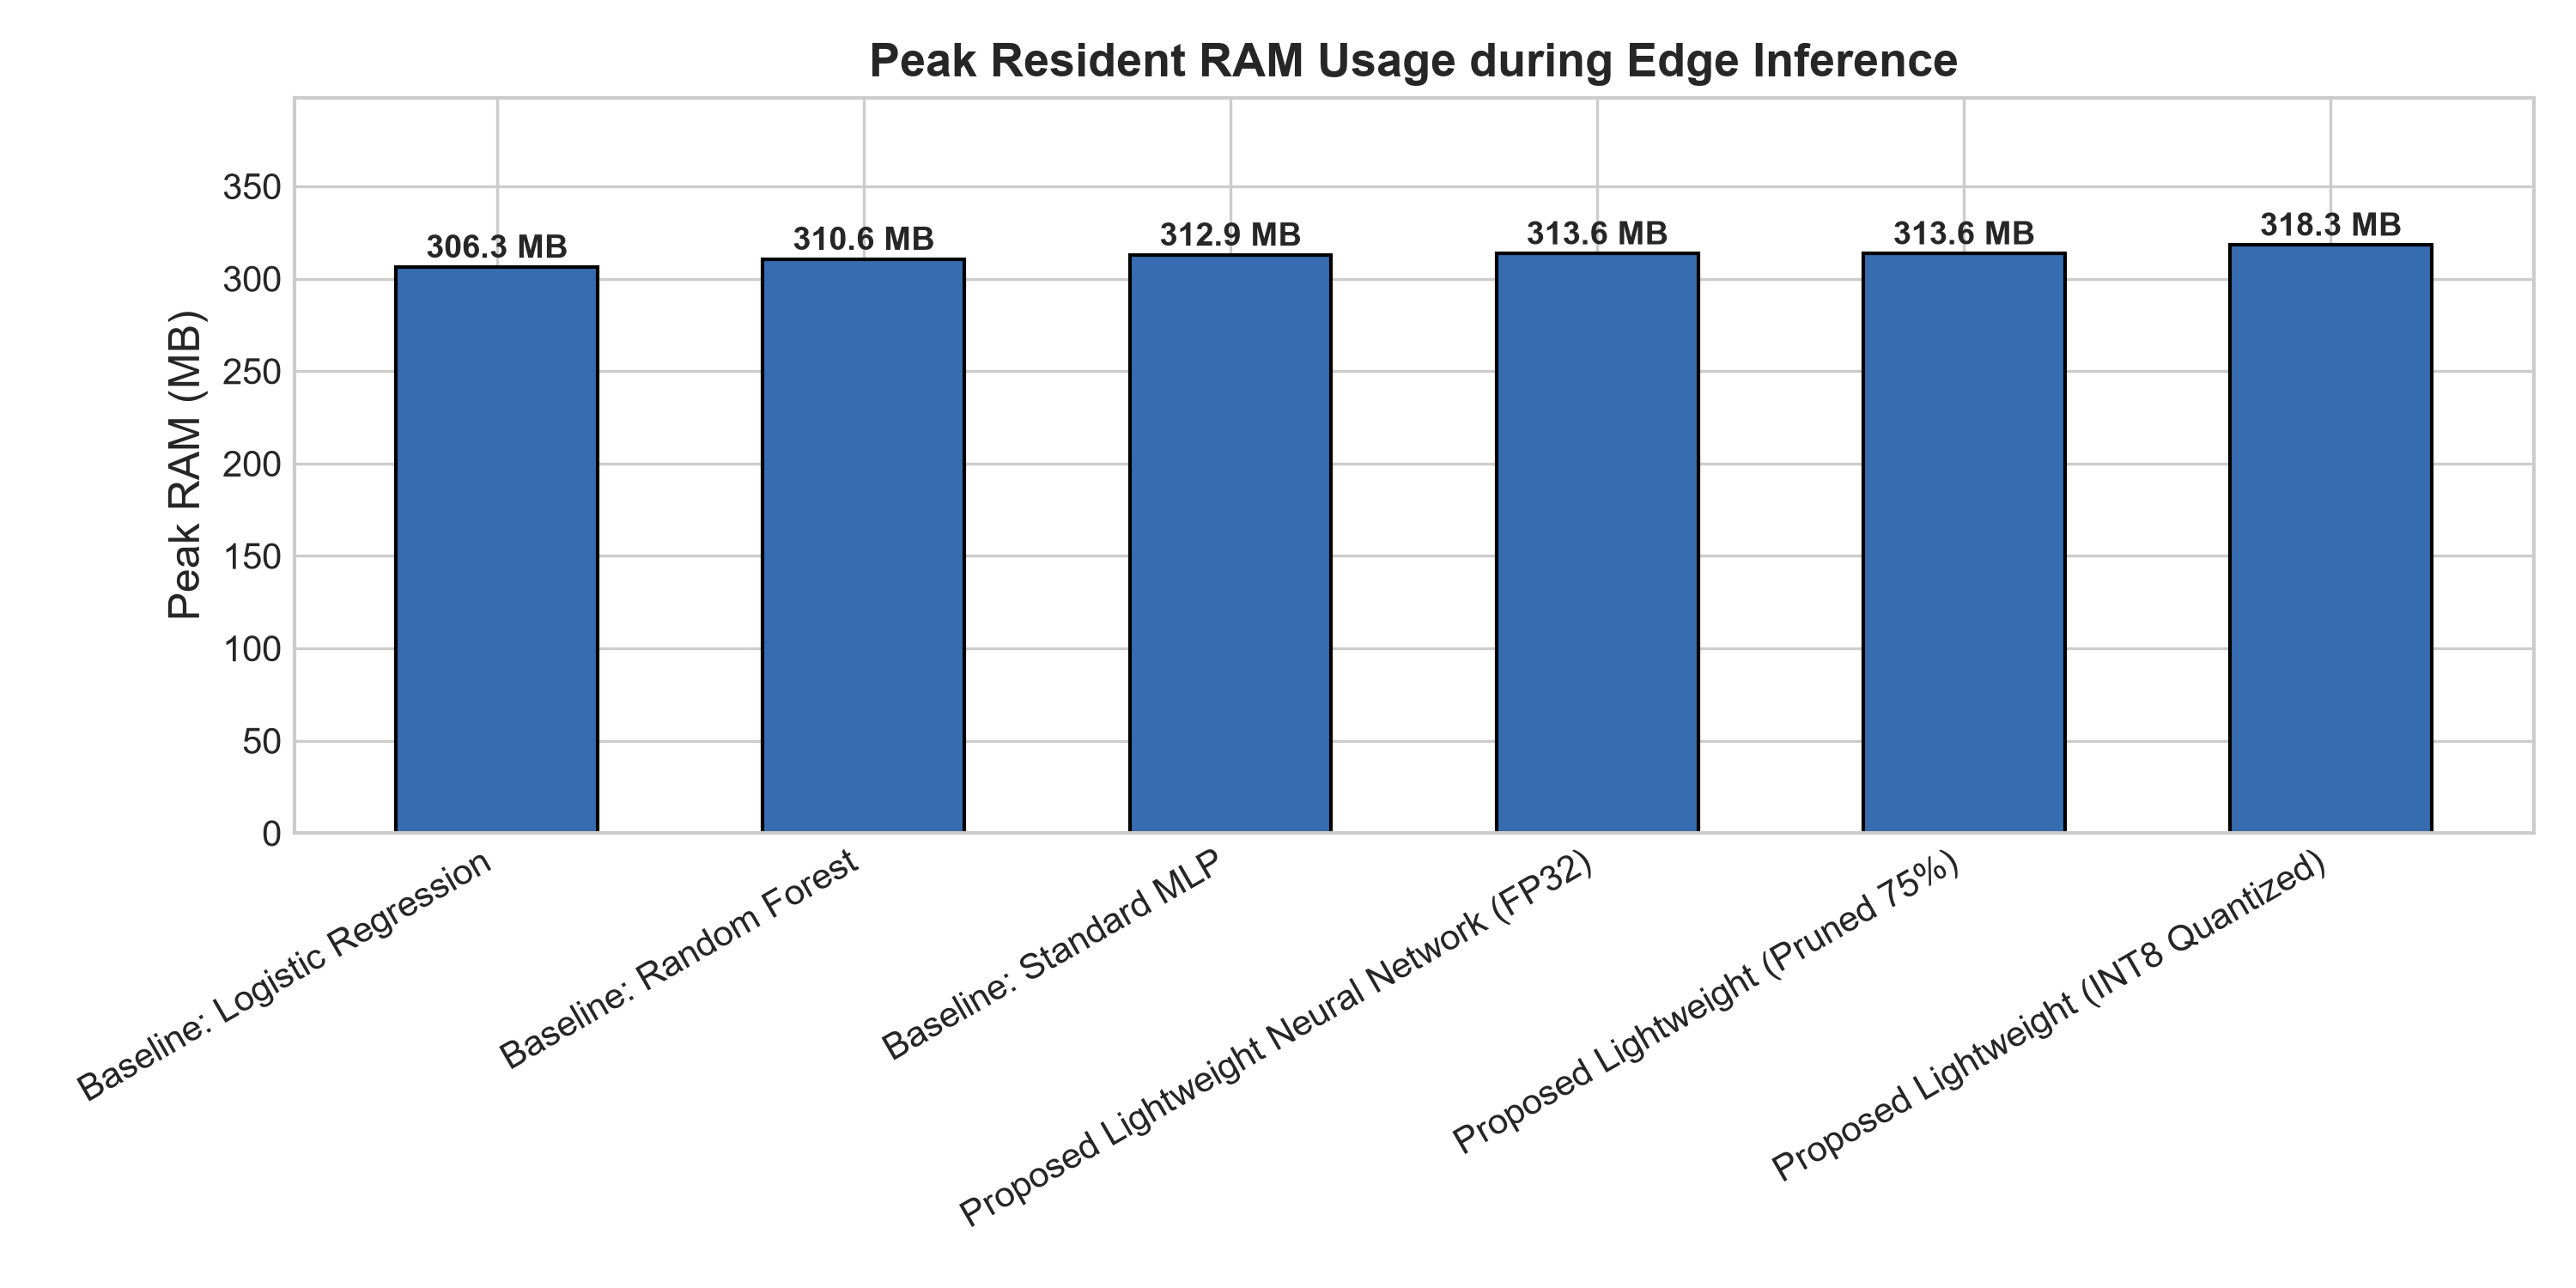 Peak Resident RAM Usage during Edge Inference
Peak RAM (MB)
350
300
250
200
150
100
50
0
306.3 MB
310.6 MB
312.9 MB
313.6 MB
313.6 MB
318.3 MB
Baseline: Logistic Regression
Baseline: Random Forest
Baseline: Standard MLP
Proposed Lightweight Neural Network (FP32)
Proposed Lightweight (Pruned 75%)
Proposed Lightweight (INT8 Quantized)